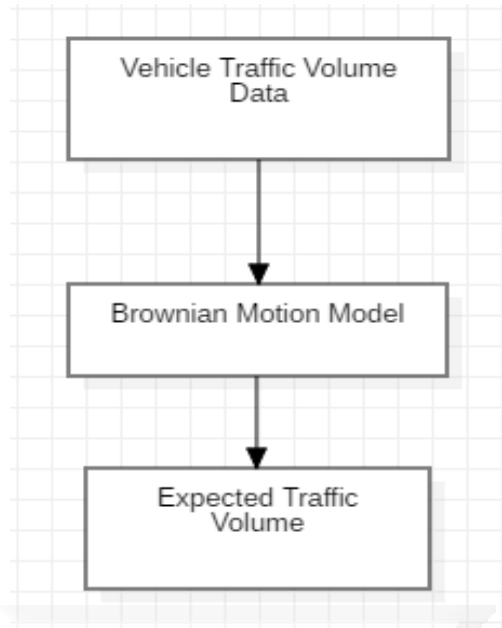 Vehicle Traffic Volume
Data
Brownian Motion Model
Expected Traffic
Volume